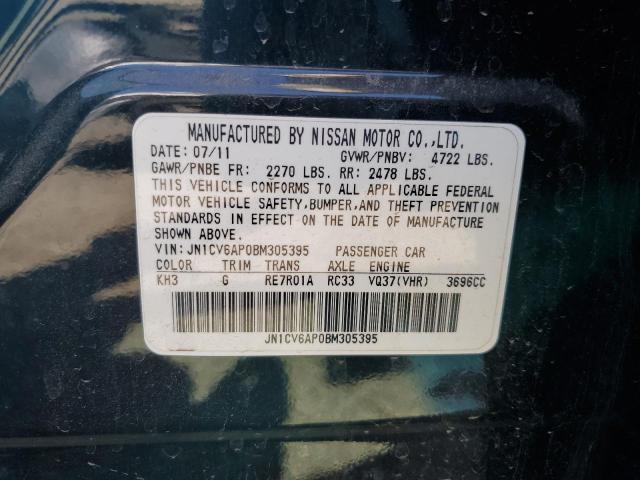 MANUFACTURED BY NISSAN MOTOR CO.,LTD.
DATE: 07/11 GVWR/PNBV: 4722 LBS.
GAWR/PNBE FR: 2270 LBS. RR: 2478 LBS.
THIS VEHICLE CONFORMS TO ALL APPLICABLE FEDERAL
MOTOR VEHICLE SAFETY, BUMPER, AND THEFT PREVENTION
STANDARDS IN EFFECT ON THE DATE OF MANUFACTURE
SHOWN ABOVE.
VIN: JN1CV6AP0BM305395 PASSENGER CAR
COLOR TRIM TRANS AXLE ENGINE
KH3 G RE7R01A RC33 VQ37(VHR) 3696CC
JN1CV6AP0BM305395